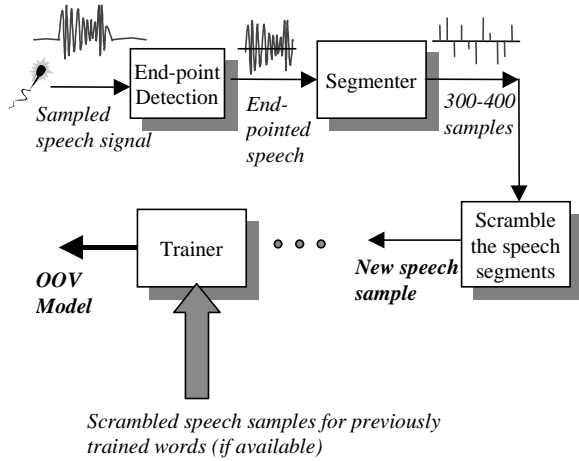 End-point
Detection
Segmenter
Sampled
speech signal
End-
pointed
speech
300-400
samples
Scramble
the speech
segments
New speech
sample
Trainer
OOV
Model
Scrambled speech samples for previously
trained words (if available)